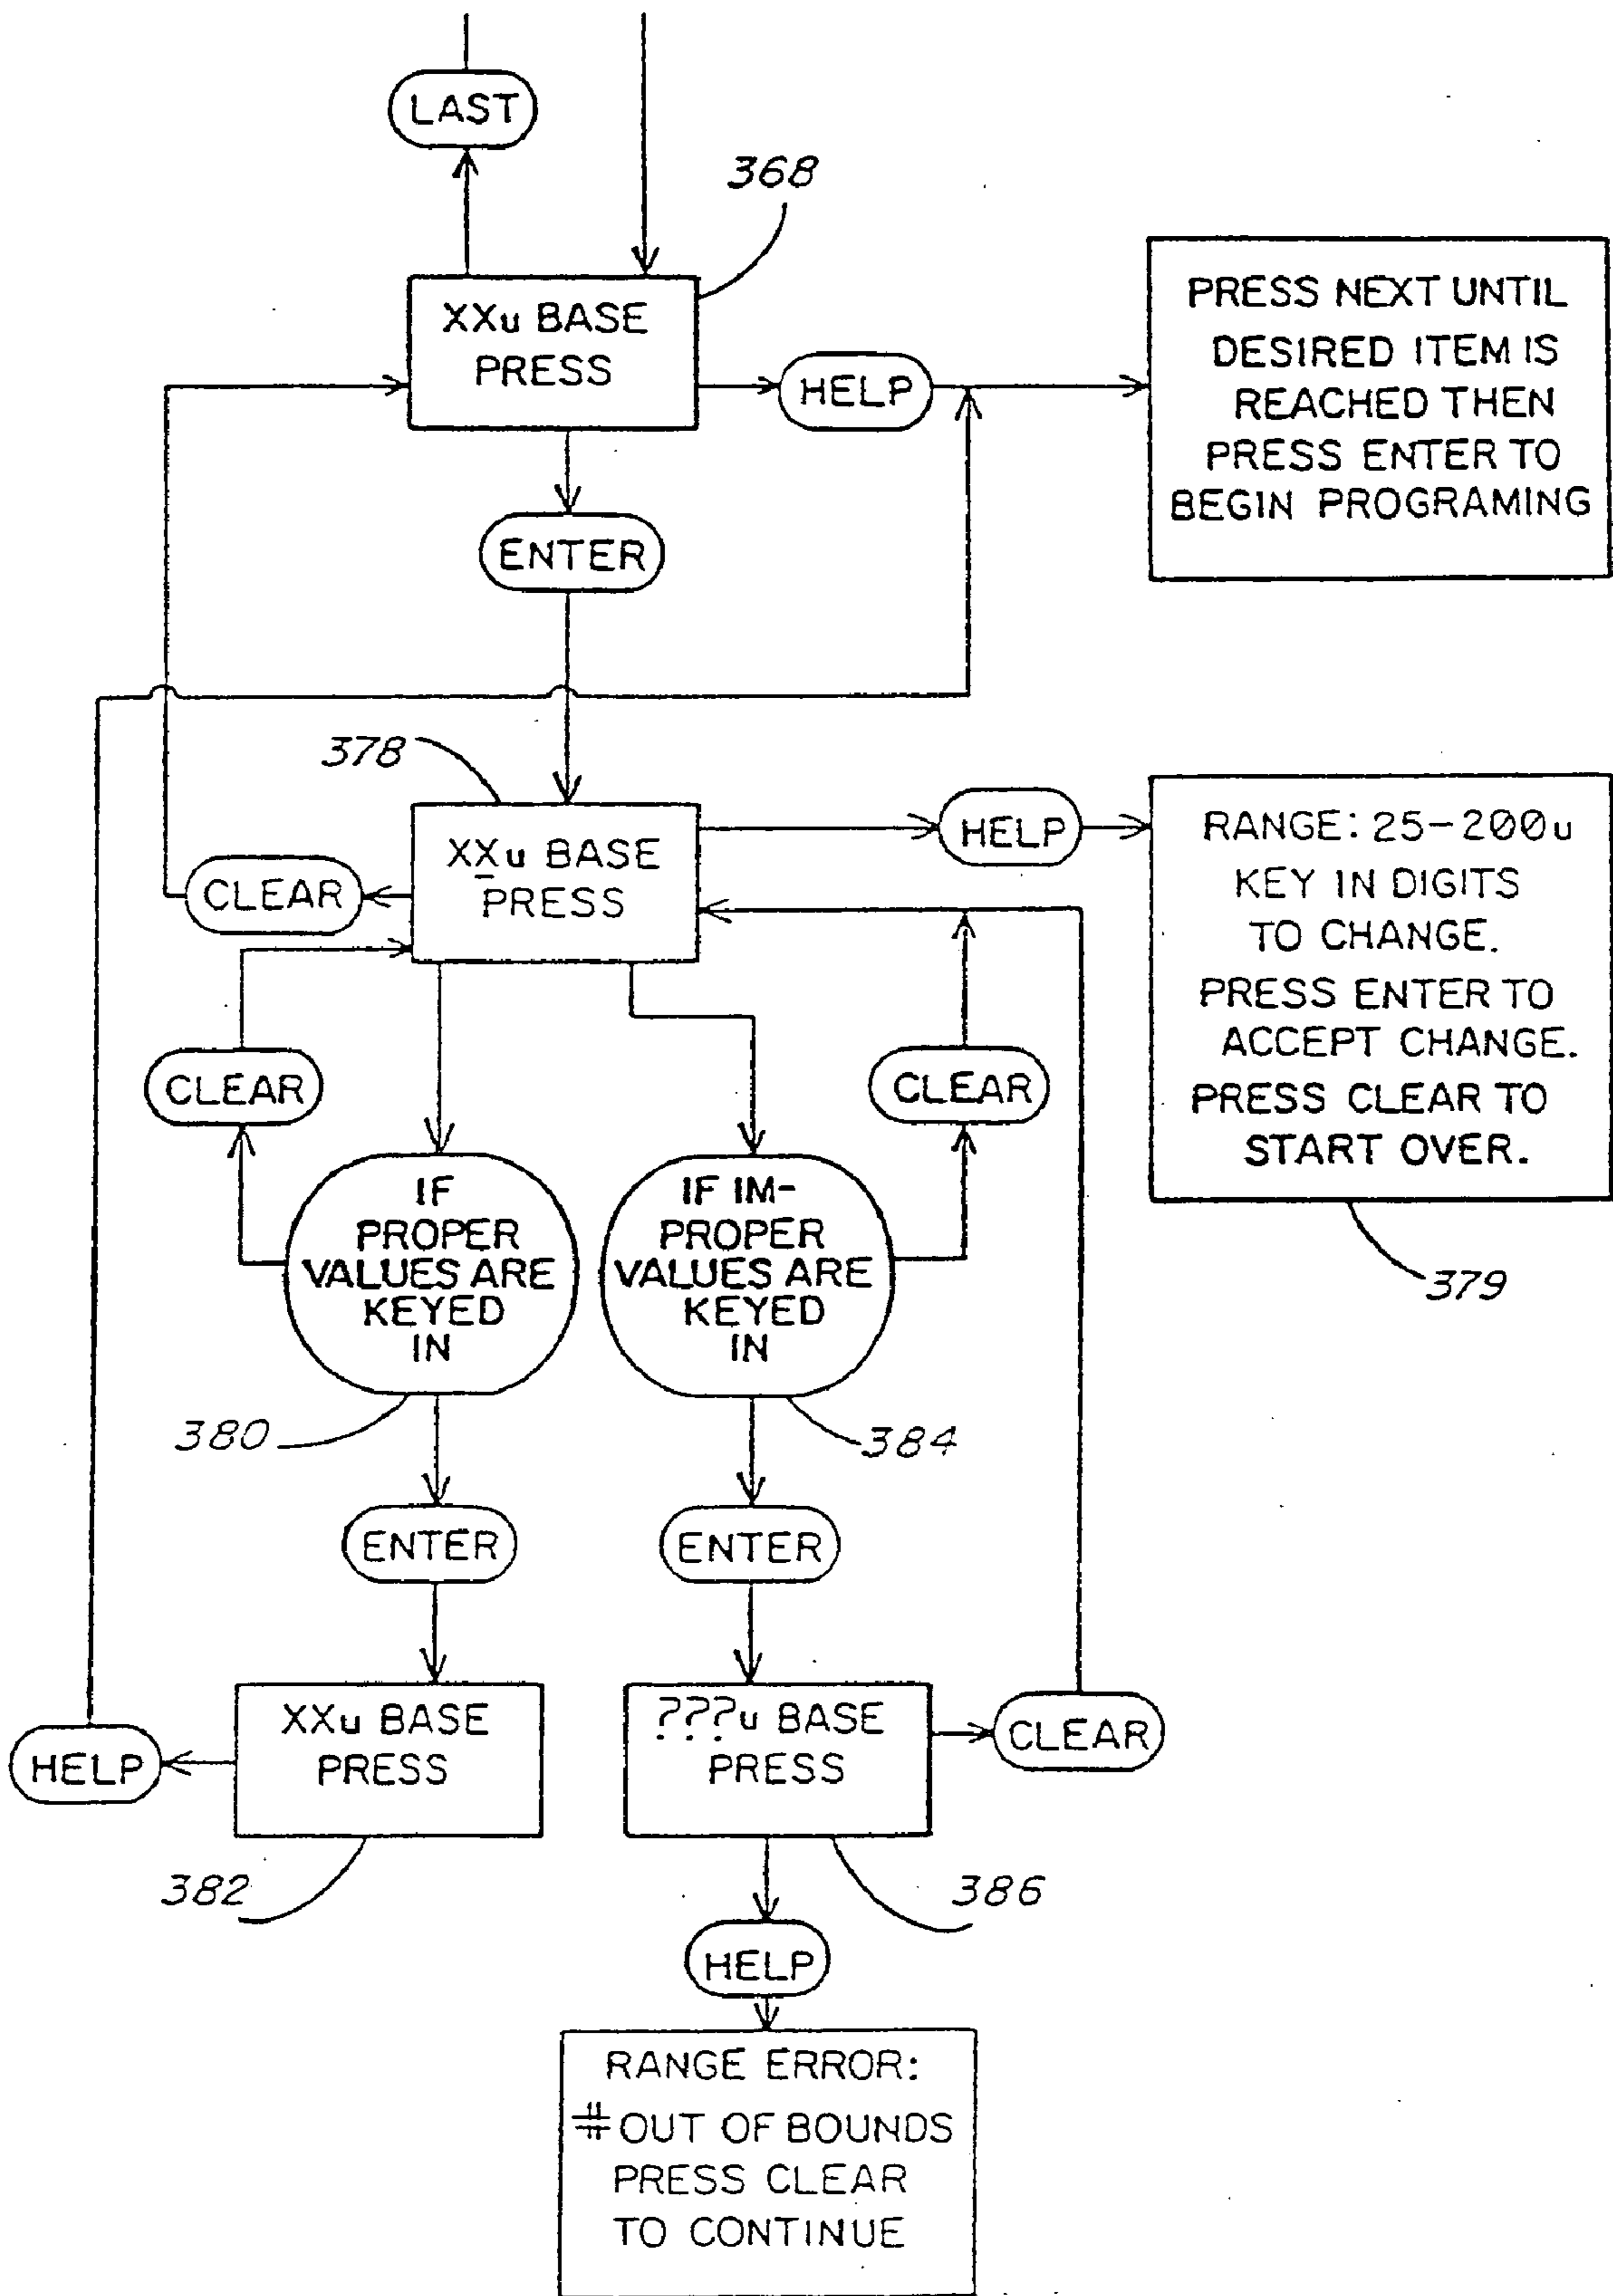 LAST
368
XXu BASE
PRESS
HELP
PRESS NEXT UNTIL
DESIRED ITEM IS
REACHED THEN
PRESS ENTER TO
BEGIN PROGRAMING
ENTER
378
XXu BASE
PRESS
HELP
RANGE: 25-200u
KEY IN DIGITS
TO CHANGE.
PRESS ENTER TO
ACCEPT CHANGE.
PRESS CLEAR TO
START OVER.
379
CLEAR
CLEAR
CLEAR
IF
PROPER
VALUES ARE
KEYED
IN
380
IF IM-
PROPER
VALUES ARE
KEYED
IN
384
ENTER
ENTER
HELP
XXu BASE
PRESS
382
???u BASE
PRESS
386
CLEAR
HELP
RANGE ERROR:
# OUT OF BOUNDS
PRESS CLEAR
TO CONTINUE